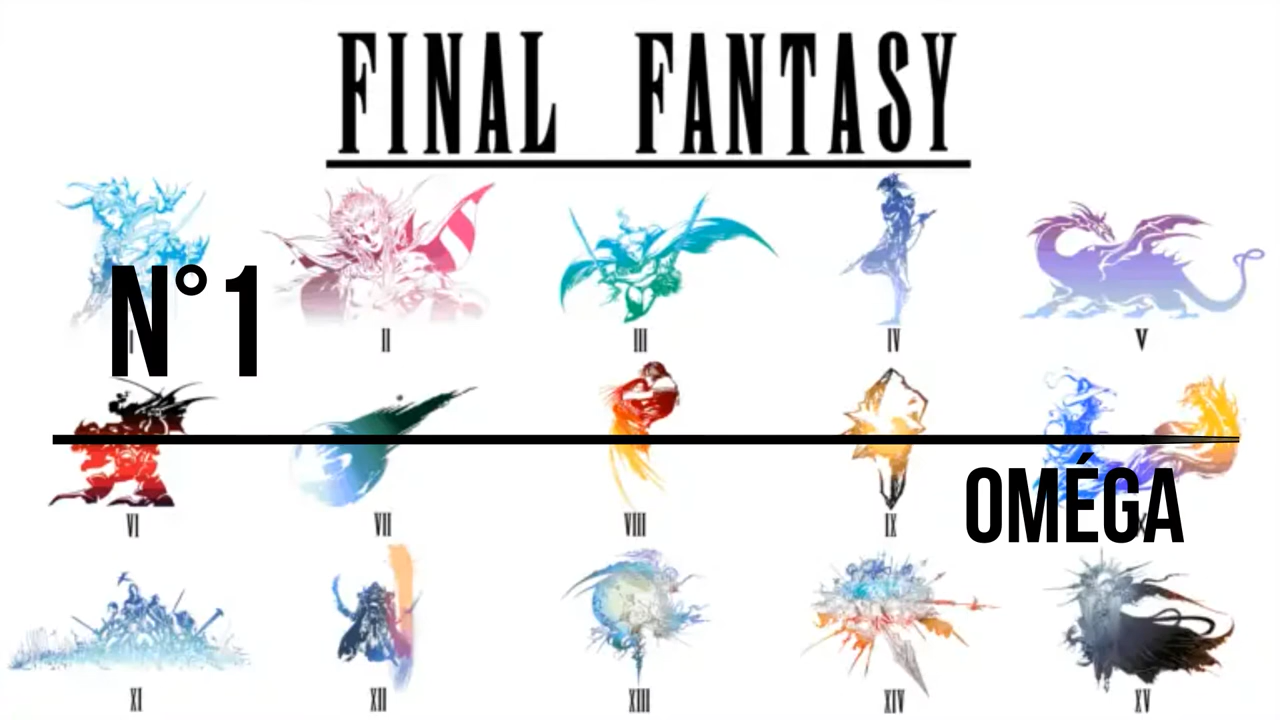 FINAL FANTASY
N°1
I
II
III
IV
V
VI
VII
VIII
IX
X
OMÉGA
XI
XII
XIII
XIV
XV